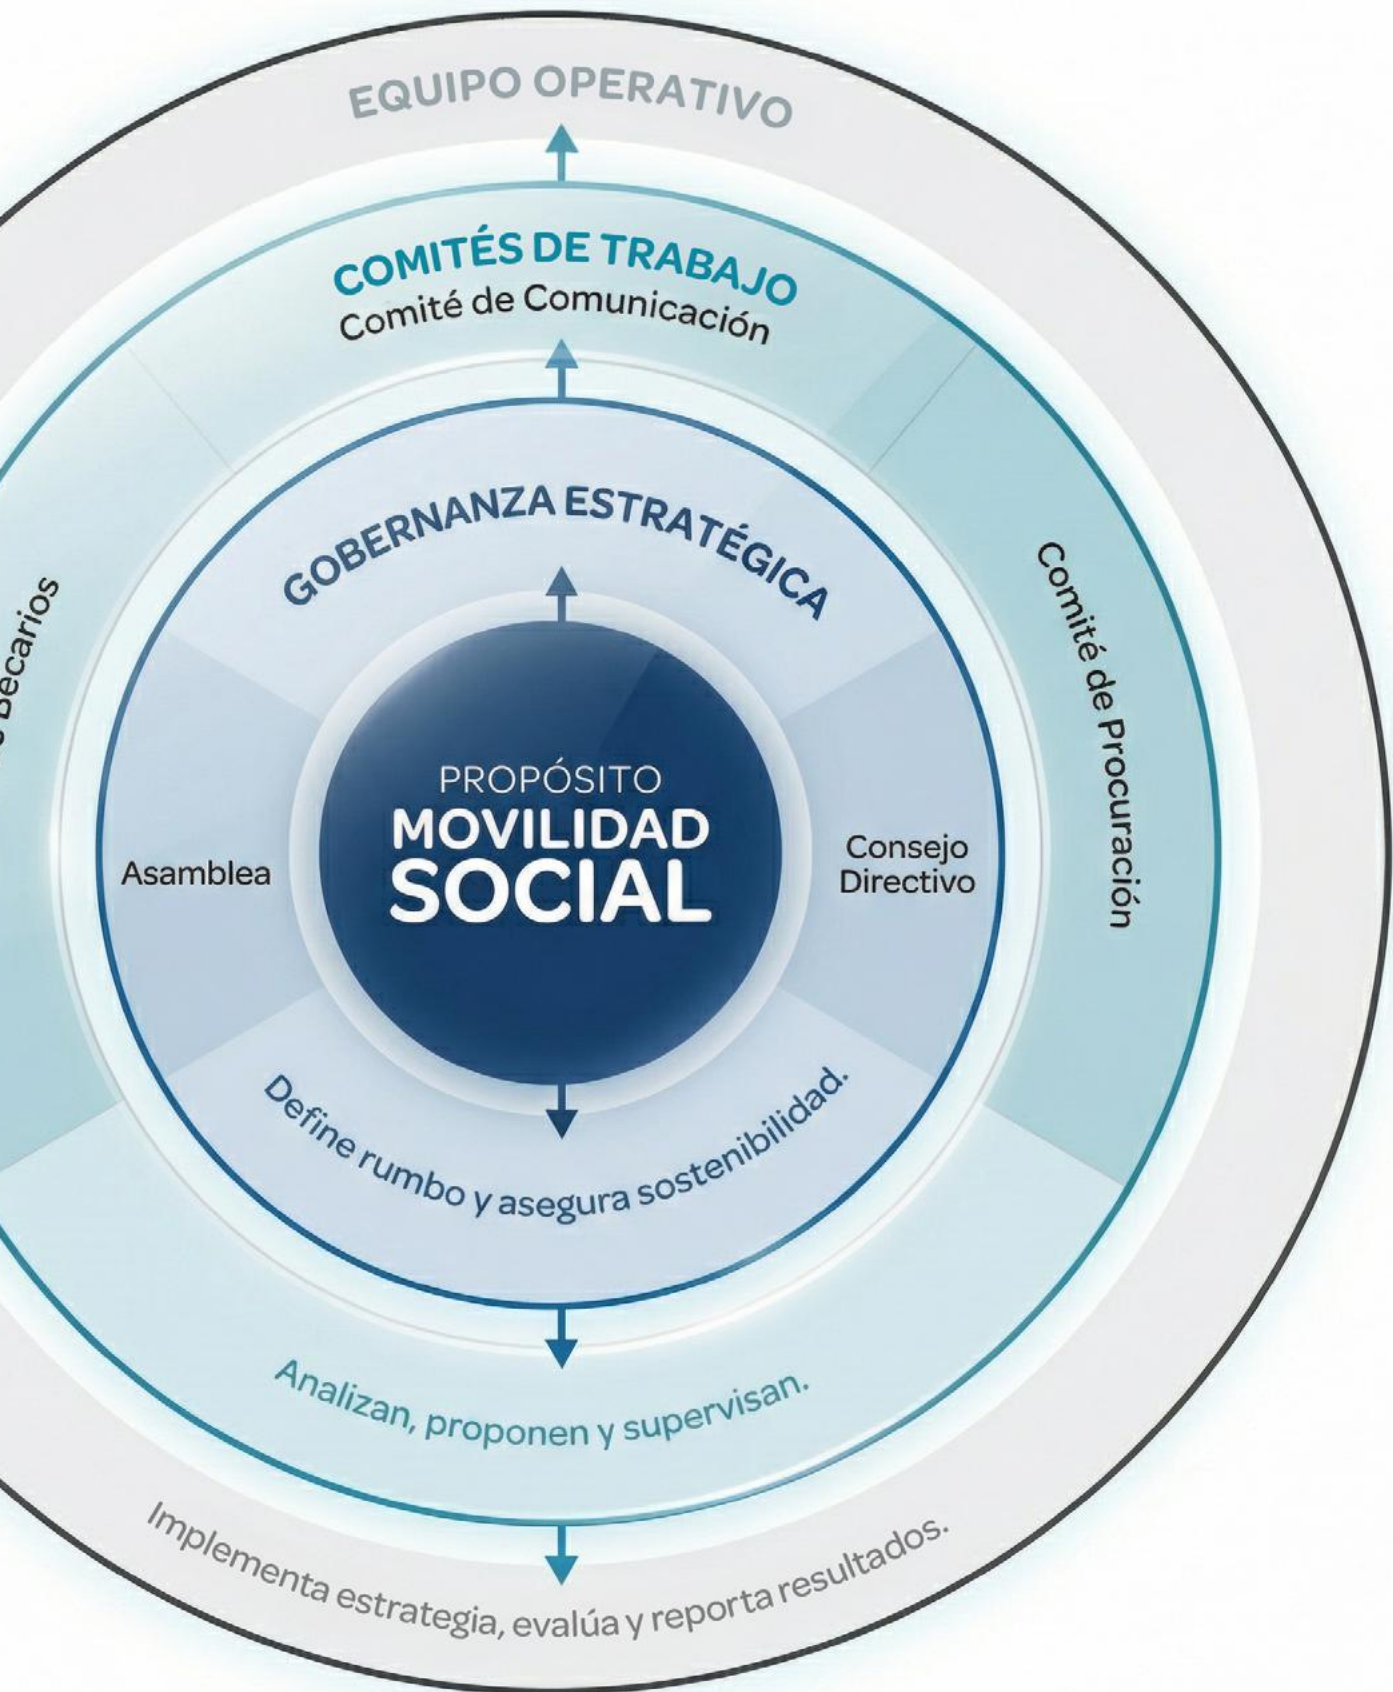 EQUIPO OPERATIVO
COMITÉS DE TRABAJO
Comité de Comunicación
GOBERNANZA ESTRATÉGICA
Becarios
Comité de Procuración
PROPÓSITO
MOVILIDAD
SOCIAL
Asamblea
Consejo
Directivo
Define rumbo y asegura sostenibilidad.
Analizan, proponen y supervisan.
Implementa estrategia, evalúa y reporta resultados.